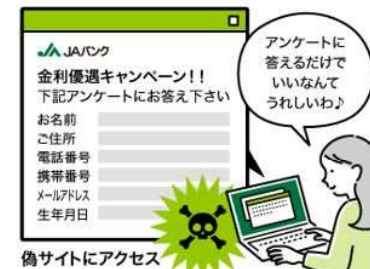 JAバンク
金利優遇キャンペーン!!
下記アンケートにお答え下さい
お名前
ご住所
電話番号
携帯番号
メールアドレス
生年月日
偽サイトにアクセス
アンケートに
答えるだけで
いいなんて
うれしいわ♪